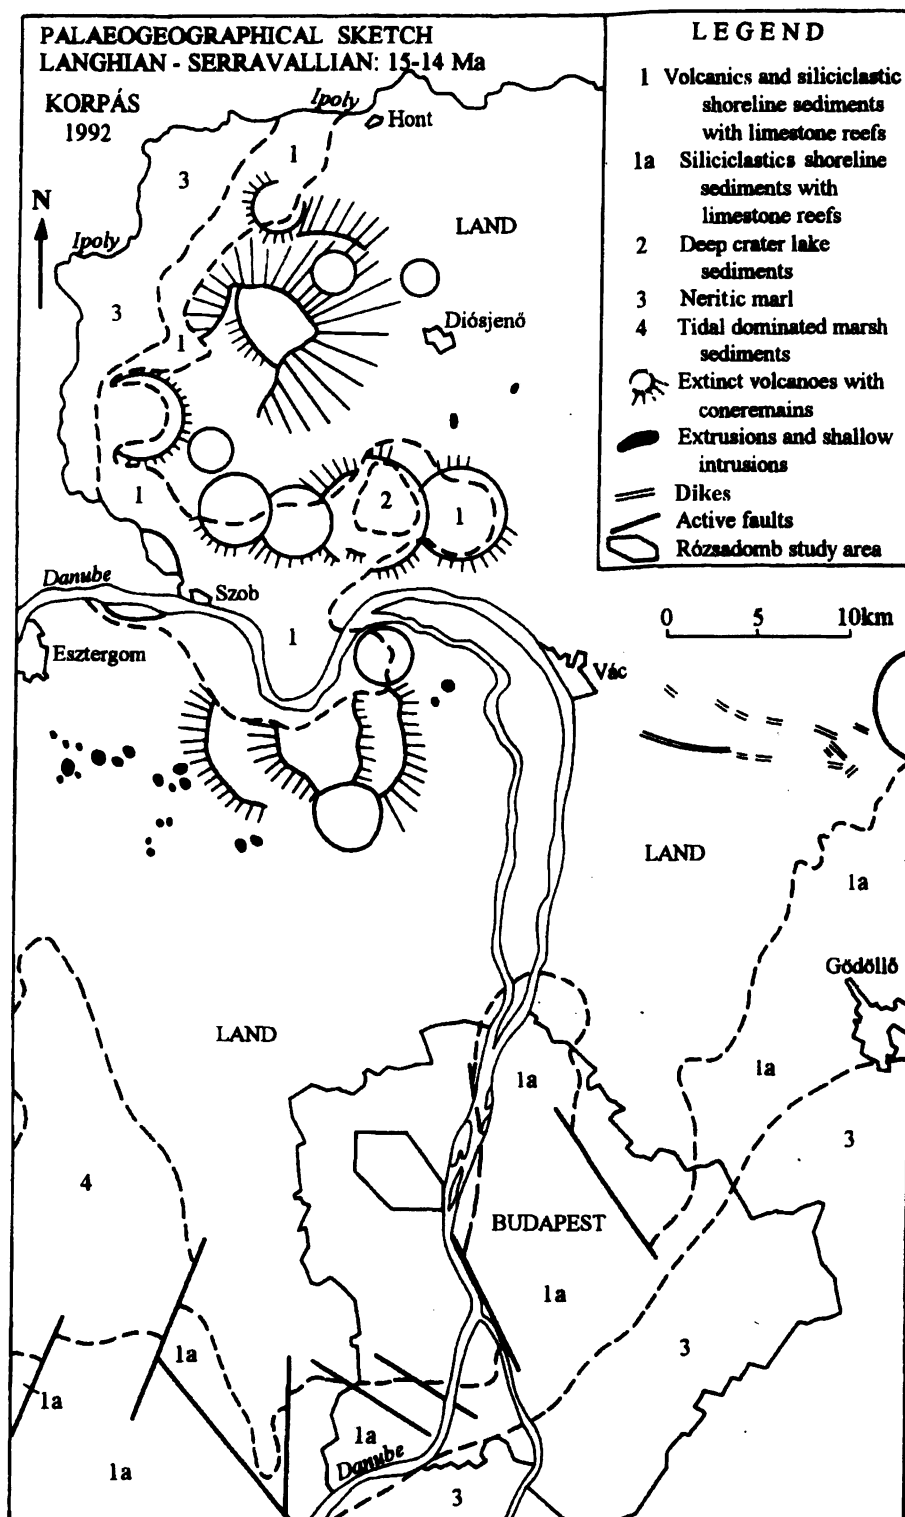 PALAEOGEOGRAPHICAL SKETCH
LANGHIAN - SERRAVALLIAN: 15-14 Ma
KORPÁS
1992
N
LEGEND
1 Volcanics and siliciclastic
shoreline sediments
with limestone reefs
1a Siliciclastics shoreline
sediments with
limestone reefs
2 Deep crater lake
sediments
3 Neritic marl
4 Tidal dominated marsh
sediments
Extinct volcanoes with
coneremains
Extrusions and shallow
intrusions
Dikes
Active faults
Rózsadomb study area
0 5 10km
Ipoly
Hont
1
3
LAND
Ipoly
3
Diósjenő
1
2
1
1
Danube
Szob
1
Esztergom
Vác
LAND
1a
Gödöllő
LAND
1a
1a
3
4
BUDAPEST
1a
3
1a
1a
1a
1a
Danube
3